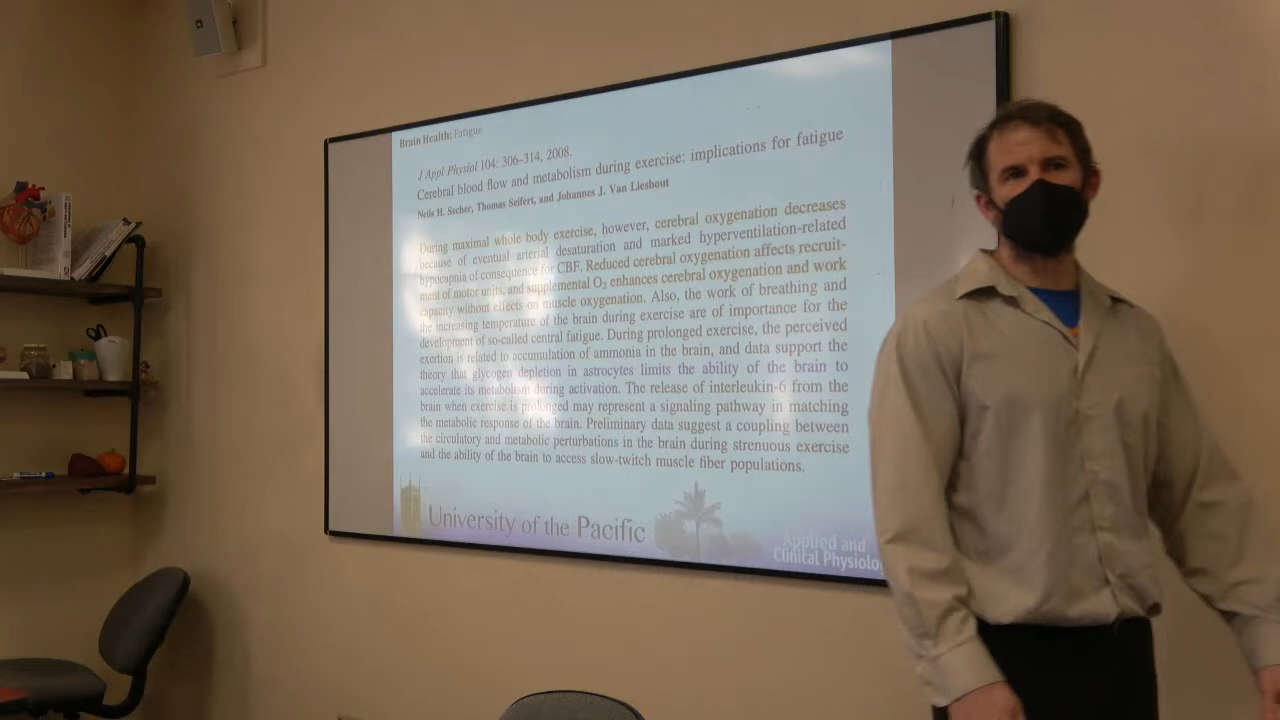 Brain Health: Fatigue
J Appl Physiol 104: 306–314, 2008.
Cerebral blood flow and metabolism during exercise: implications for fatigue
Neils H. Secher, Thomas Seifert, and Johannes J. Van Lieshout
During maximal whole body exercise, however, cerebral oxygenation decreases
because of eventual arterial desaturation and marked hyperventilation-related
hypocapnia of consequence for CBF. Reduced cerebral oxygenation affects recruit-
ment of motor units, and supplemental O₂ enhances cerebral oxygenation and work
capacity without effects on muscle oxygenation. Also, the work of breathing and
the increasing temperature of the brain during exercise are of importance for the
development of so-called central fatigue. During prolonged exercise, the perceived
exertion is related to accumulation of ammonia in the brain, and data support the
theory that glycogen depletion in astrocytes limits the ability of the brain to
accelerate its metabolism during activation. The release of interleukin-6 from the
brain when exercise is prolonged may represent a signaling pathway in matching
the metabolic response of the brain. Preliminary data suggest a coupling between
the circulatory and metabolic perturbations in the brain during strenuous exercise
and the ability of the brain to access slow-twitch muscle fiber populations.
University of the Pacific
Applied and
Clinical Physiolo